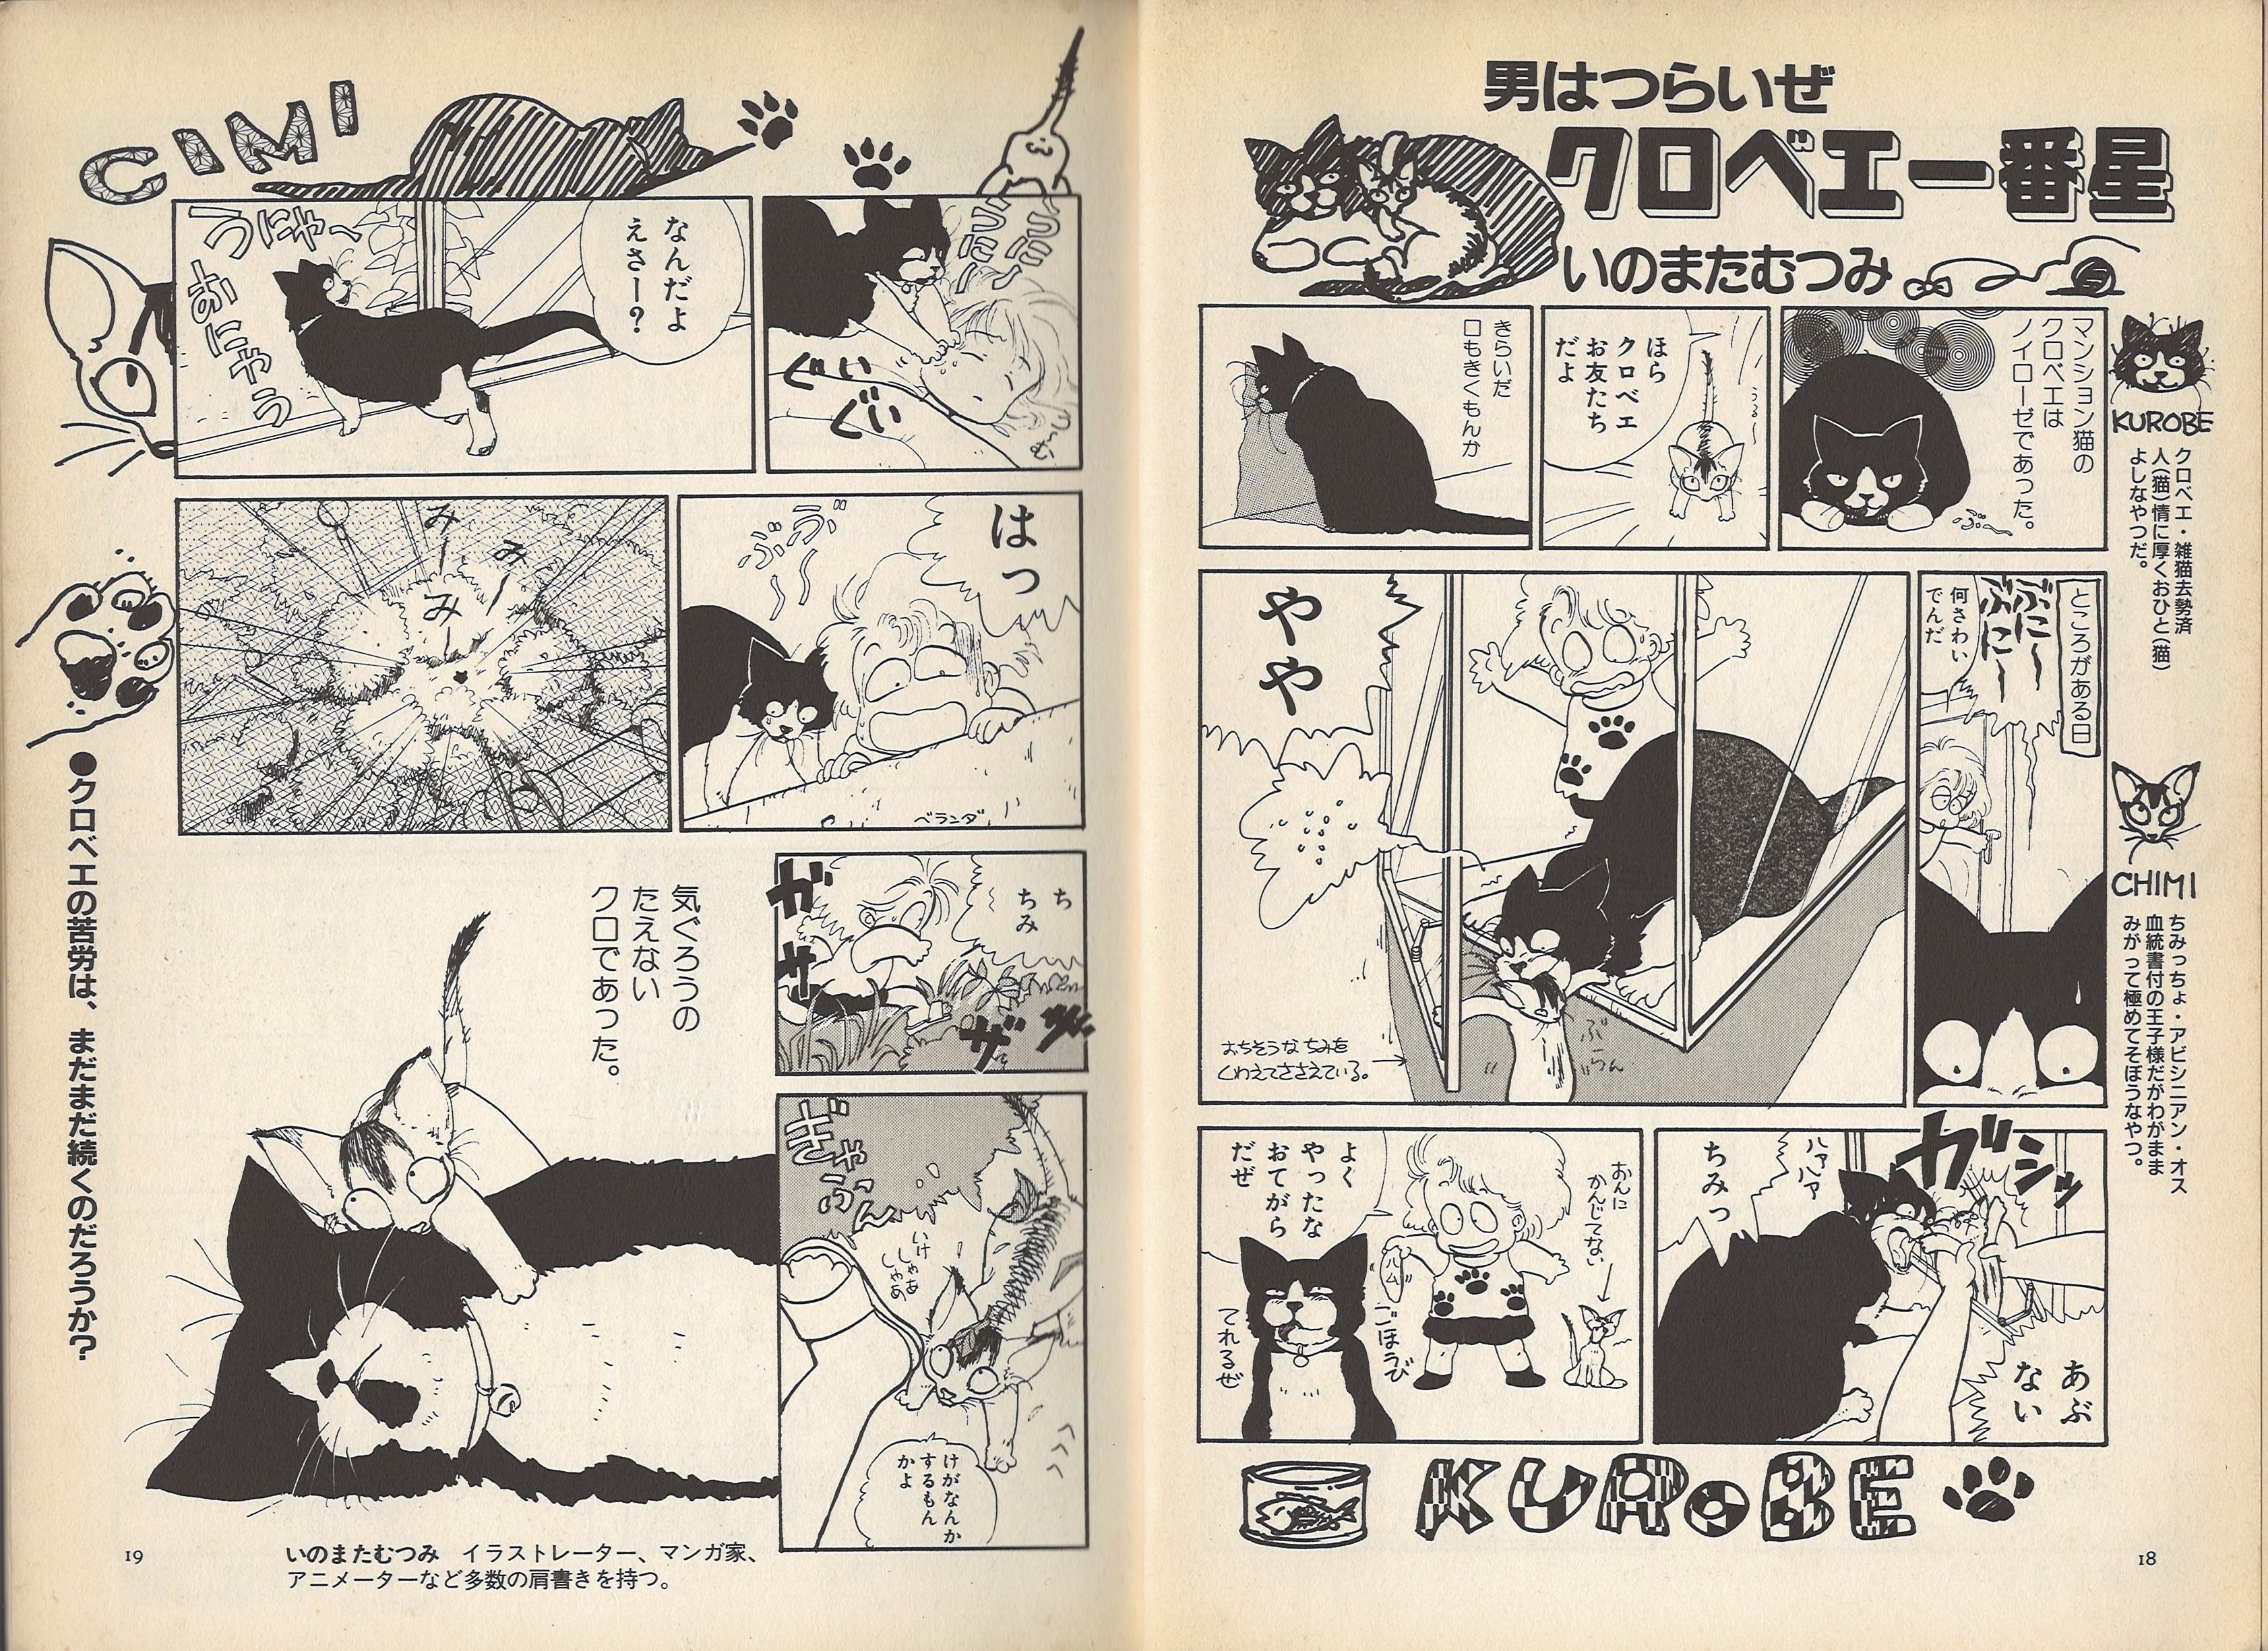 男はつらいぜ
クロベエ一番星
いのまたむつみ
KUROBE
クロベエ・雑猫去勢済
人(猫)情に厚くおひと(猫)
よしなやつだ。
CHIMI
ちみっちょ・アビシニアン・オス
血統書付の王子様だがわがまま
みがって極めてそぼうなやつ。
マンション猫の
クロベエは
ノイローゼであった。
ぶ〜
うる〜
ほら
クロベエ
お友たち
だよ
きらいだ
口もきくもんか
ところがある日
ぶに〜
ぶに〜
何さわい
でんだ
やや
ぶらーん
おちそうなちみを
くわえてささえている。
ガシッ
ハァハァ
ちみっ
あぶ
ない
おんに
かんじてない
よく
やったな
おてがら
だぜ
ごほうび
てれるぜ
KURoBE
18
CIMI
うに〜
うに〜
ぐい
ぐい
う〜む
なんだよ
えさー?
うにゃ〜
おにゃう
はっ
ぶぶ〜
ベランダ
み
み
み
ちみ〜
ガサ
ザ
ぎゃふん
いけ
しゃあ
しゃあ
けがなんか
するもん
かよ
気ぐろうの
たえない
クロであった。
●クロベエの苦労は、まだまだ続くのだろうか?
いのまたむつみ　イラストレーター、マンガ家、
アニメーターなど多数の肩書きを持つ。
19